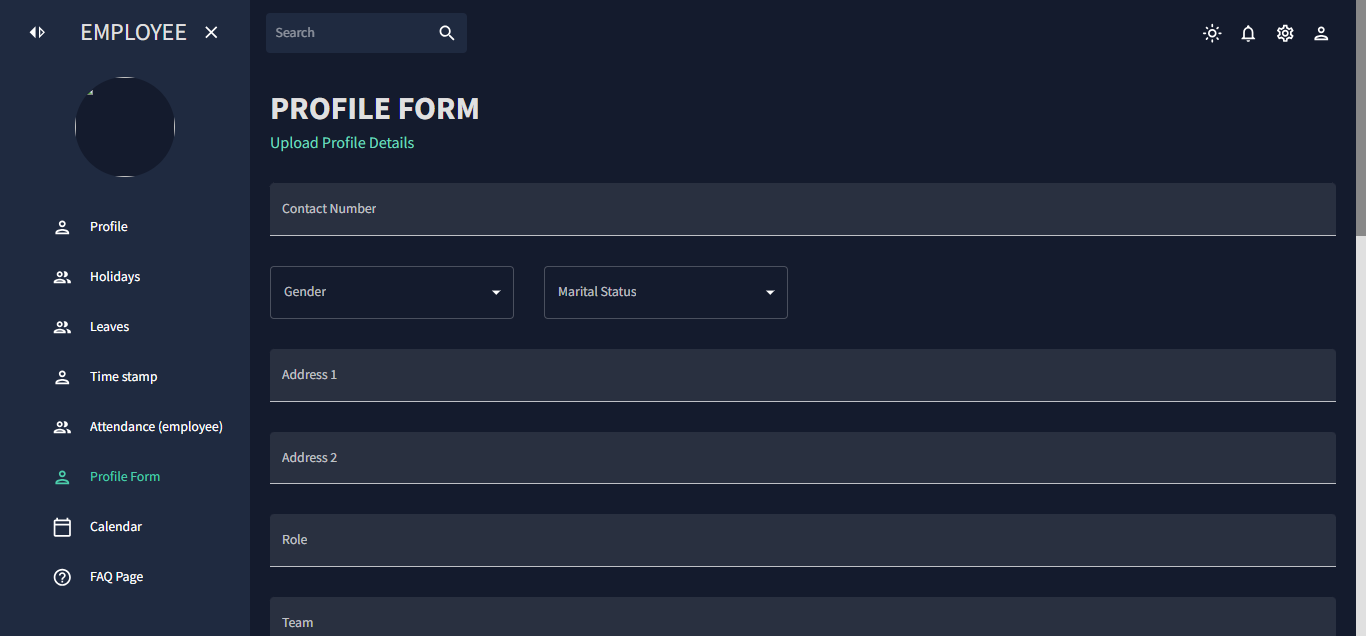 EMPLOYEE
Search
PROFILE FORM
Upload Profile Details
Contact Number
Gender
Marital Status
Address 1
Address 2
Role
Team
Profile
Holidays
Leaves
Time stamp
Attendance (employee)
Profile Form
Calendar
FAQ Page